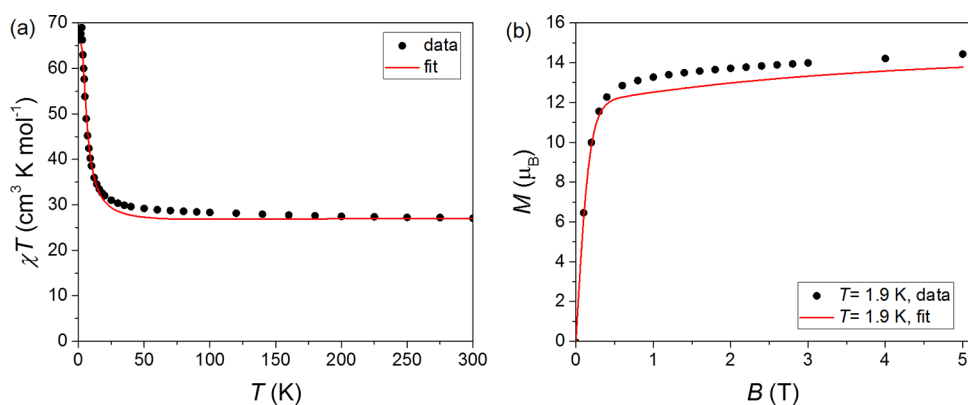 (a)
70
60
50
40
30
20
10
0
χT (cm³ K mol⁻¹)
data
fit
0 50 100 150 200 250 300
T (K)
(b)
16
14
12
10
8
6
4
2
0
M (μ_B)
T= 1.9 K, data
T= 1.9 K, fit
0 1 2 3 4 5
B (T)